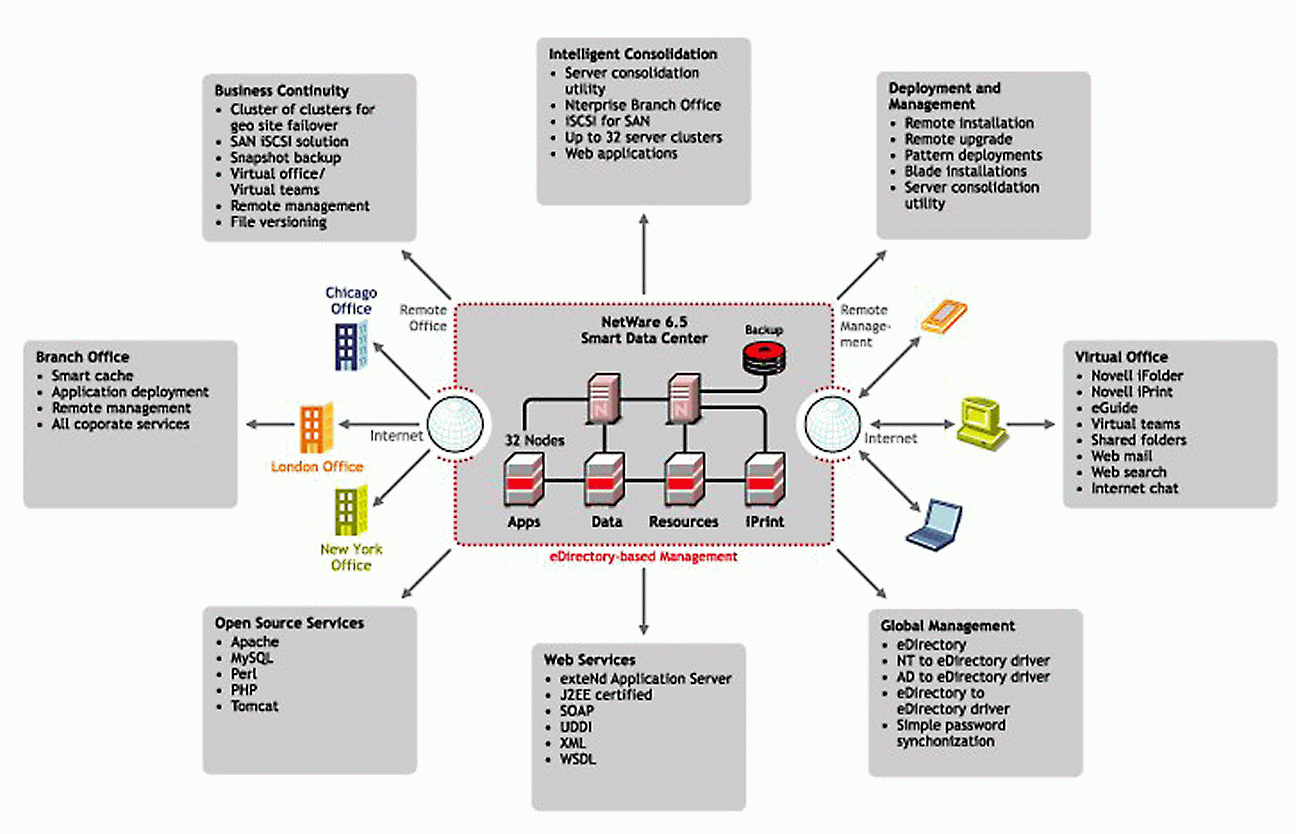 Intelligent Consolidation
• Server consolidation
utility
• Nterprise Branch Office
• iSCSI for SAN
• Up to 32 server clusters
• Web applications
Business Continuity
• Cluster of clusters for
geo site failover
• SAN iSCSI solution
• Snapshot backup
• Virtual office/
Virtual teams
• Remote management
• File versioning
Deployment and
Management
• Remote installation
• Remote upgrade
• Pattern deployments
• Blade installations
• Server consolidation
utility
Chicago
Office
Remote
Office
NetWare 6.5
Smart Data Center
Backup
Remote
Manage-
ment
Branch Office
• Smart cache
• Application deployment
• Remote management
• All coporate services
London Office
Internet
New York
Office
32 Nodes
N
N
Apps
Data
Resources
iPrint
eDirectory-based Management
Internet
Virtual Office
• Novell iFolder
• Novell iPrint
• eGuide
• Virtual teams
• Shared folders
• Web mail
• Web search
• Internet chat
Open Source Services
• Apache
• MySQL
• Perl
• PHP
• Tomcat
Web Services
• exteNd Application Server
• J2EE certified
• SOAP
• UDDI
• XML
• WSDL
Global Management
• eDirectory
• NT to eDirectory driver
• AD to eDirectory driver
• eDirectory to
eDirectory driver
• Simple password
synchonization